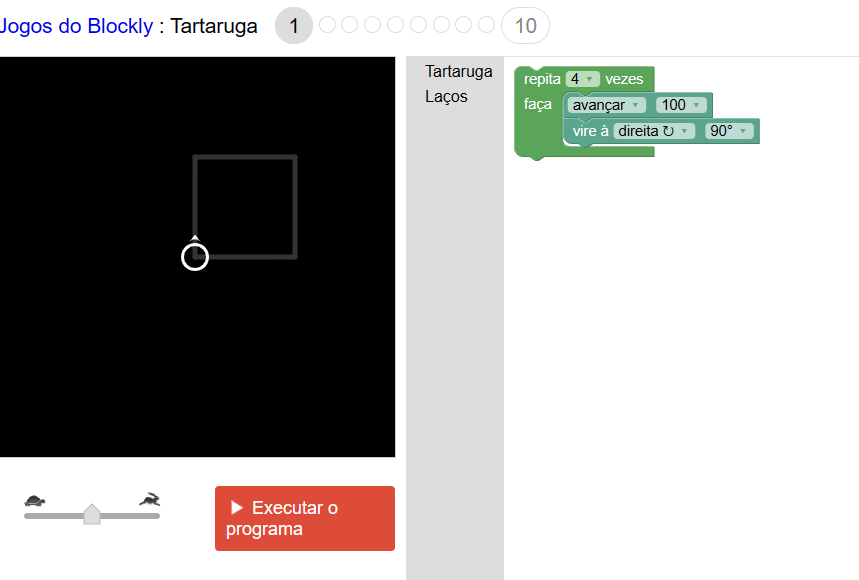 Jogos do Blockly : Tartaruga 1 10
Tartaruga
Laços
repita 4 vezes
faça avançar 100
vire à direita ↻ 90°
Executar o
programa